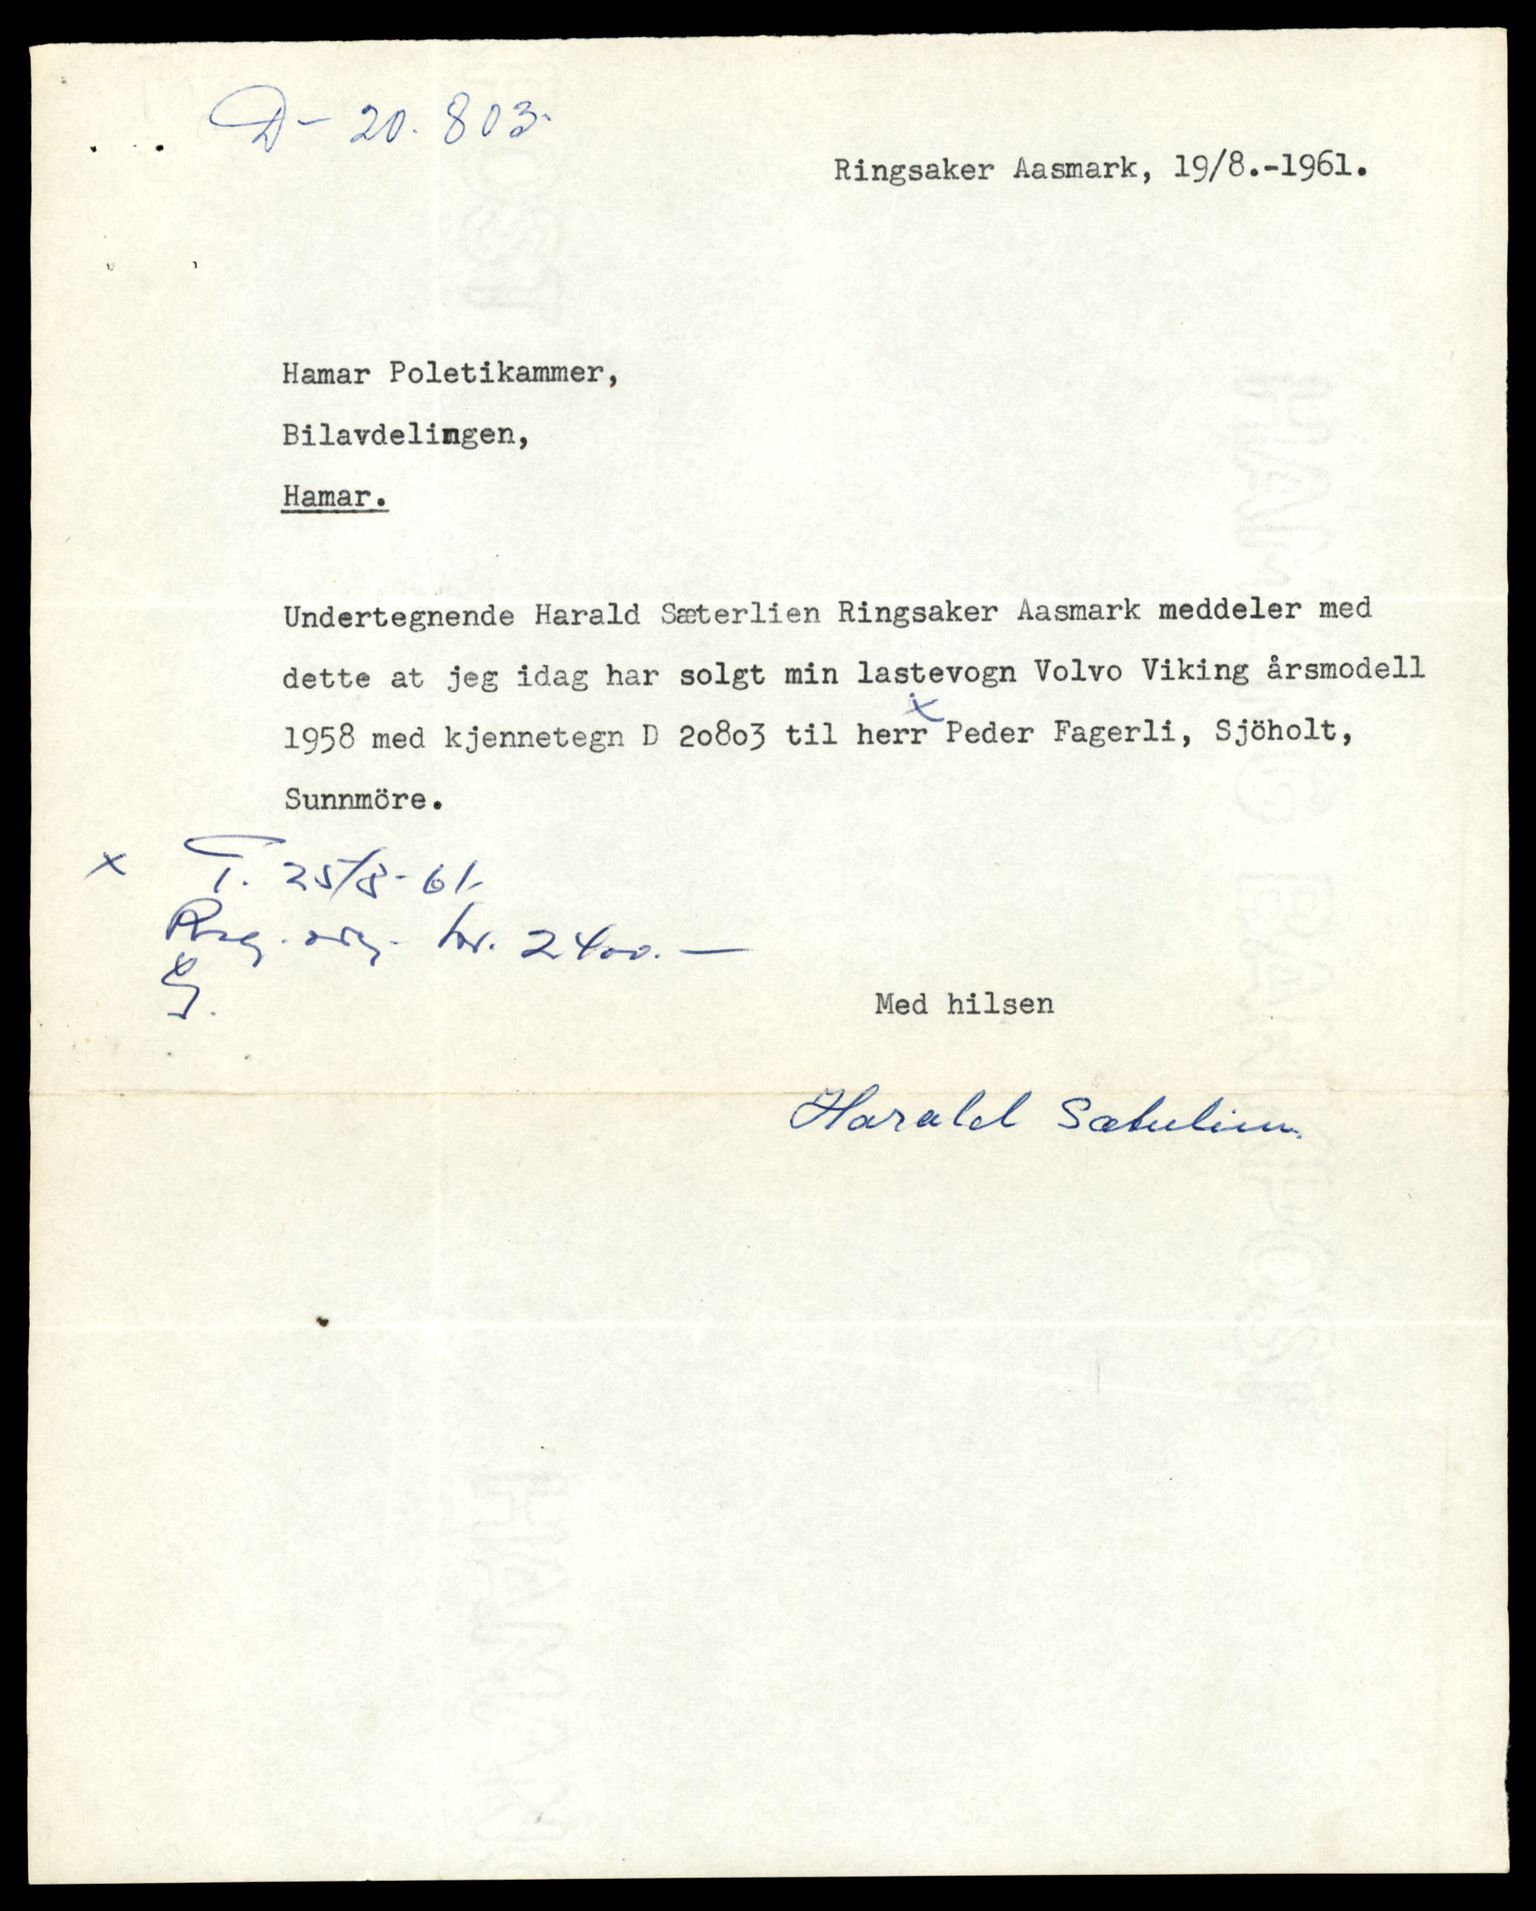 D- 20.803.
Ringsaker Aasmark, 19/8.-1961.
Hamar Poletikammer,
Bilavdelingen,
Hamar.
Undertegnende Harald Sæterlien Ringsaker Aasmark meddeler med
dette at jeg idag har solgt min lastevogn Volvo Viking årsmodell
x
1958 med kjennetegn D 20803 til herr Peder Fagerli, Sjöholt,
Sunnmöre.
x T. 25/8-61.
Reg. avg. kr. 2400.—
Med hilsen
Harald Sæterlien